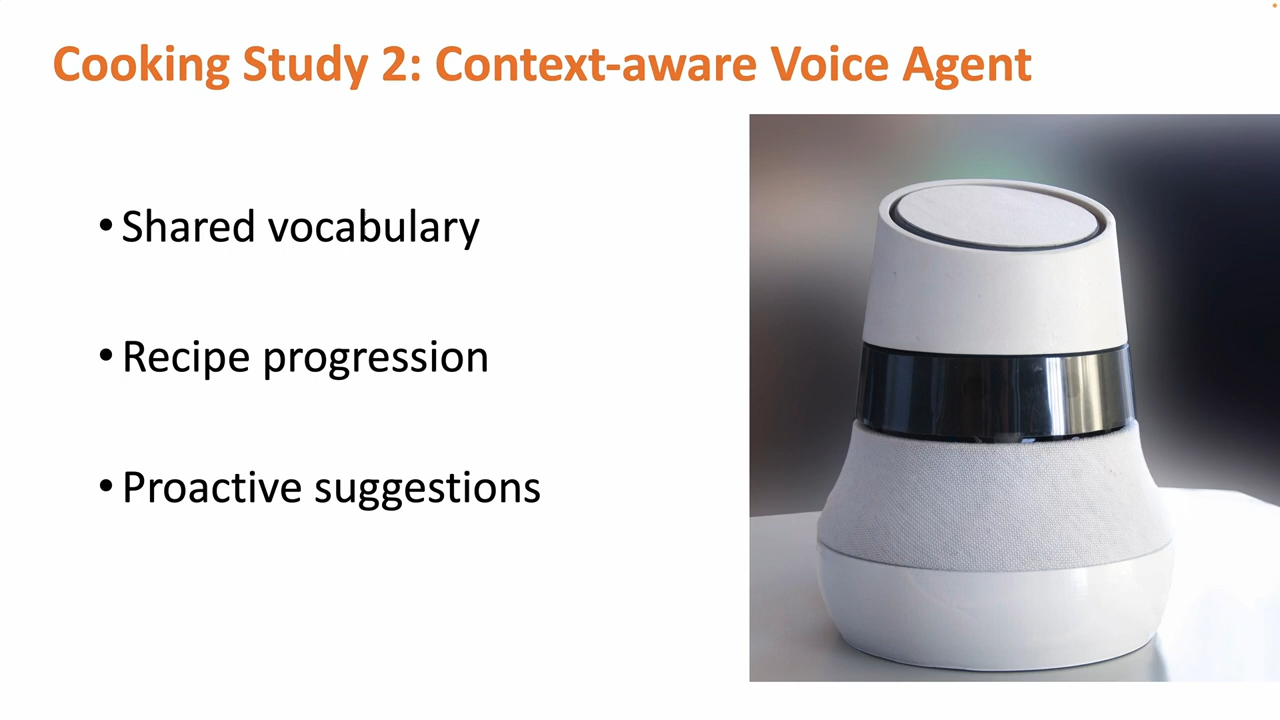 Cooking Study 2: Context-aware Voice Agent
• Shared vocabulary
• Recipe progression
• Proactive suggestions